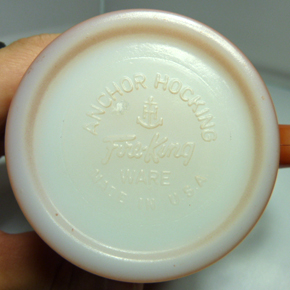 ANCHOR HOCKING
Fire-King
WARE
MADE IN U.S.A